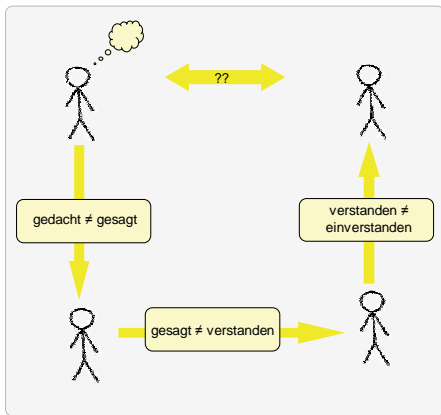 ??
gedacht ≠ gesagt
verstanden ≠
einverstanden
gesagt ≠ verstanden